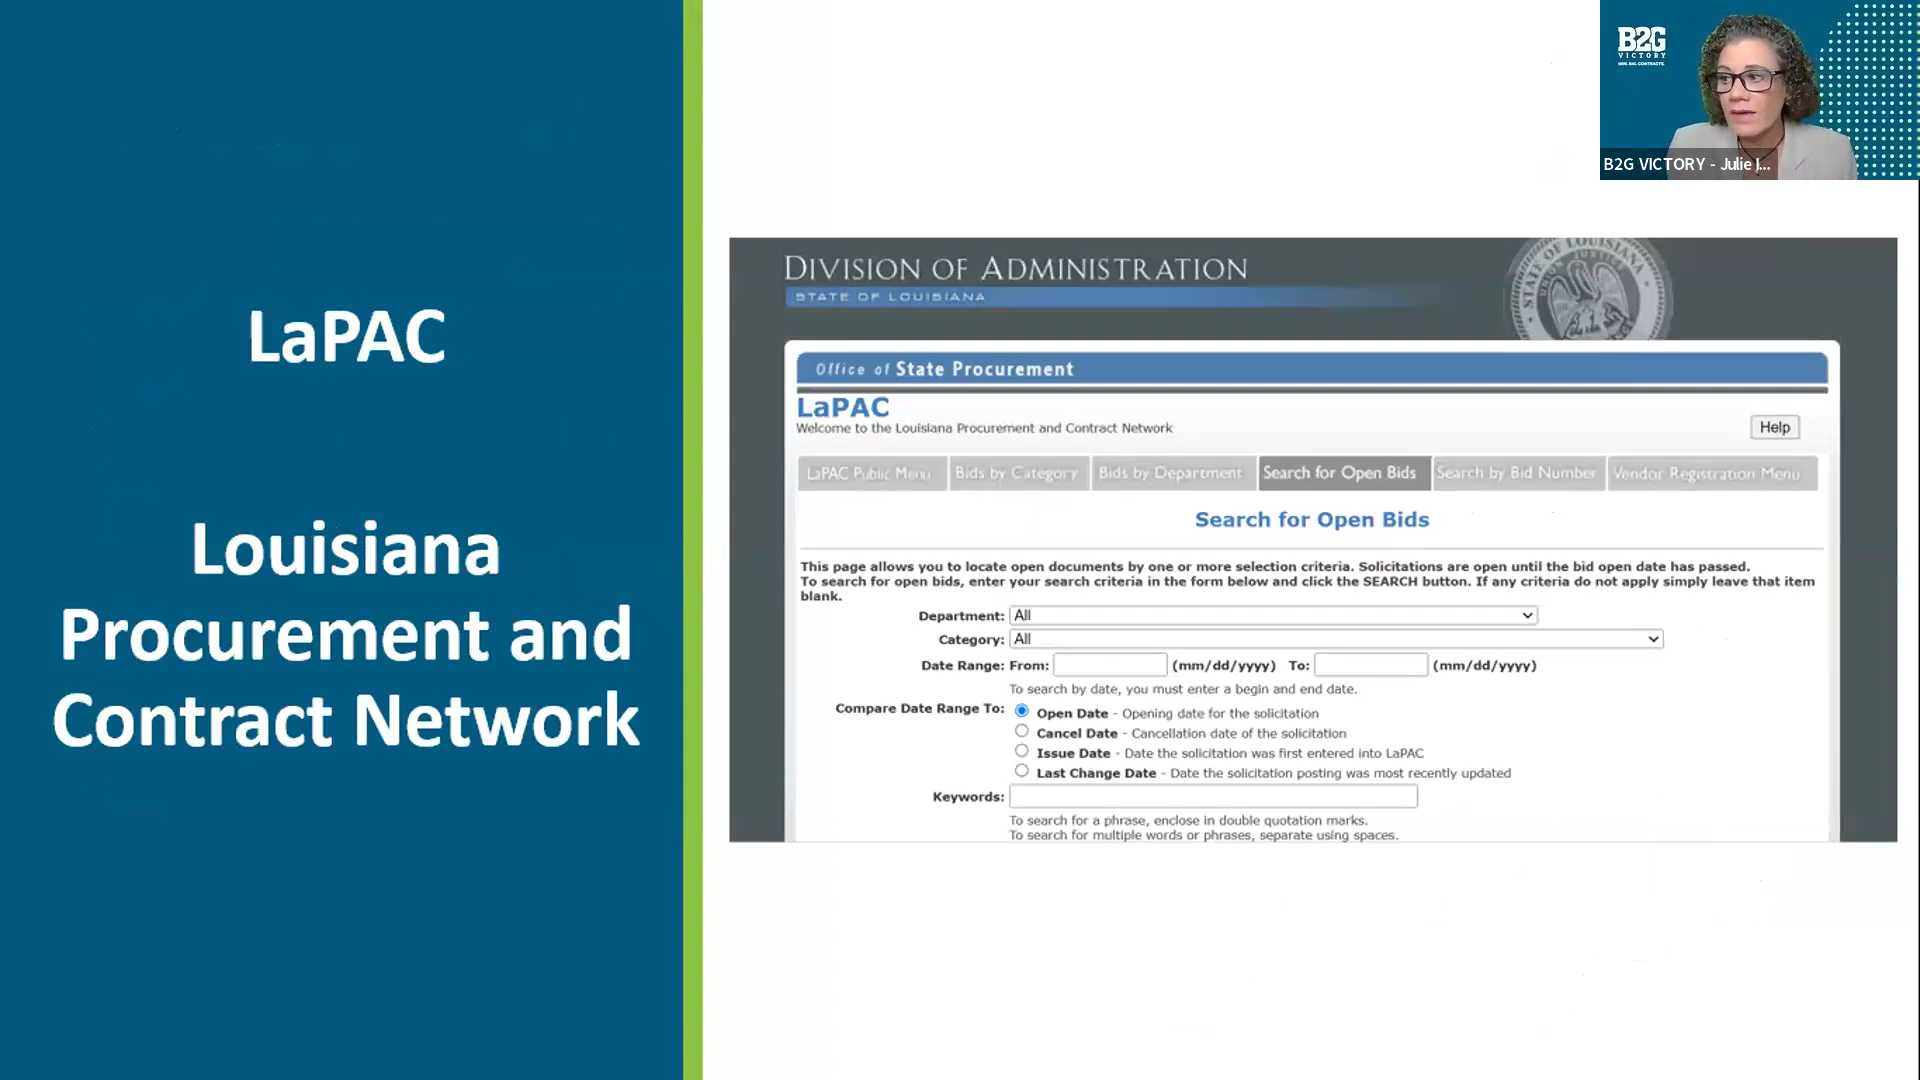 LaPAC
Louisiana
Procurement and
Contract Network
B2G
VICTORY
WIN. BIG. CONTRACTS.
B2G VICTORY - Julie J...
DIVISION OF ADMINISTRATION
STATE OF LOUISIANA
STATE OF LOUISIANA
UNION JUSTICE
Office of State Procurement
LaPAC
Welcome to the Louisiana Procurement and Contract Network
Help
LaPAC Public Menu Bids by Category Bids by Department Search for Open Bids Search by Bid Number Vendor Registration Menu
Search for Open Bids
This page allows you to locate open documents by one or more selection criteria. Solicitations are open until the bid open date has passed.
To search for open bids, enter your search criteria in the form below and click the SEARCH button. If any criteria do not apply simply leave that item
blank.
Department: All
Category: All
Date Range: From: (mm/dd/yyyy) To: (mm/dd/yyyy)
To search by date, you must enter a begin and end date.
Compare Date Range To: Open Date - Opening date for the solicitation
Cancel Date - Cancellation date of the solicitation
Issue Date - Date the solicitation was first entered into LaPAC
Last Change Date - Date the solicitation posting was most recently updated
Keywords:
To search for a phrase, enclose in double quotation marks.
To search for multiple words or phrases, separate using spaces.